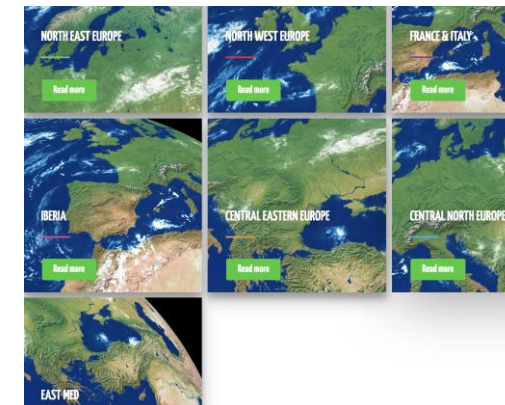 NORTH EAST EUROPE
NORTH WEST EUROPE
FRANCE & ITALY
Read more
Read more
Read more
IBERIA
CENTRAL EASTERN EUROPE
CENTRAL NORTH EUROPE
Read more
Read more
Read more
EAST MED